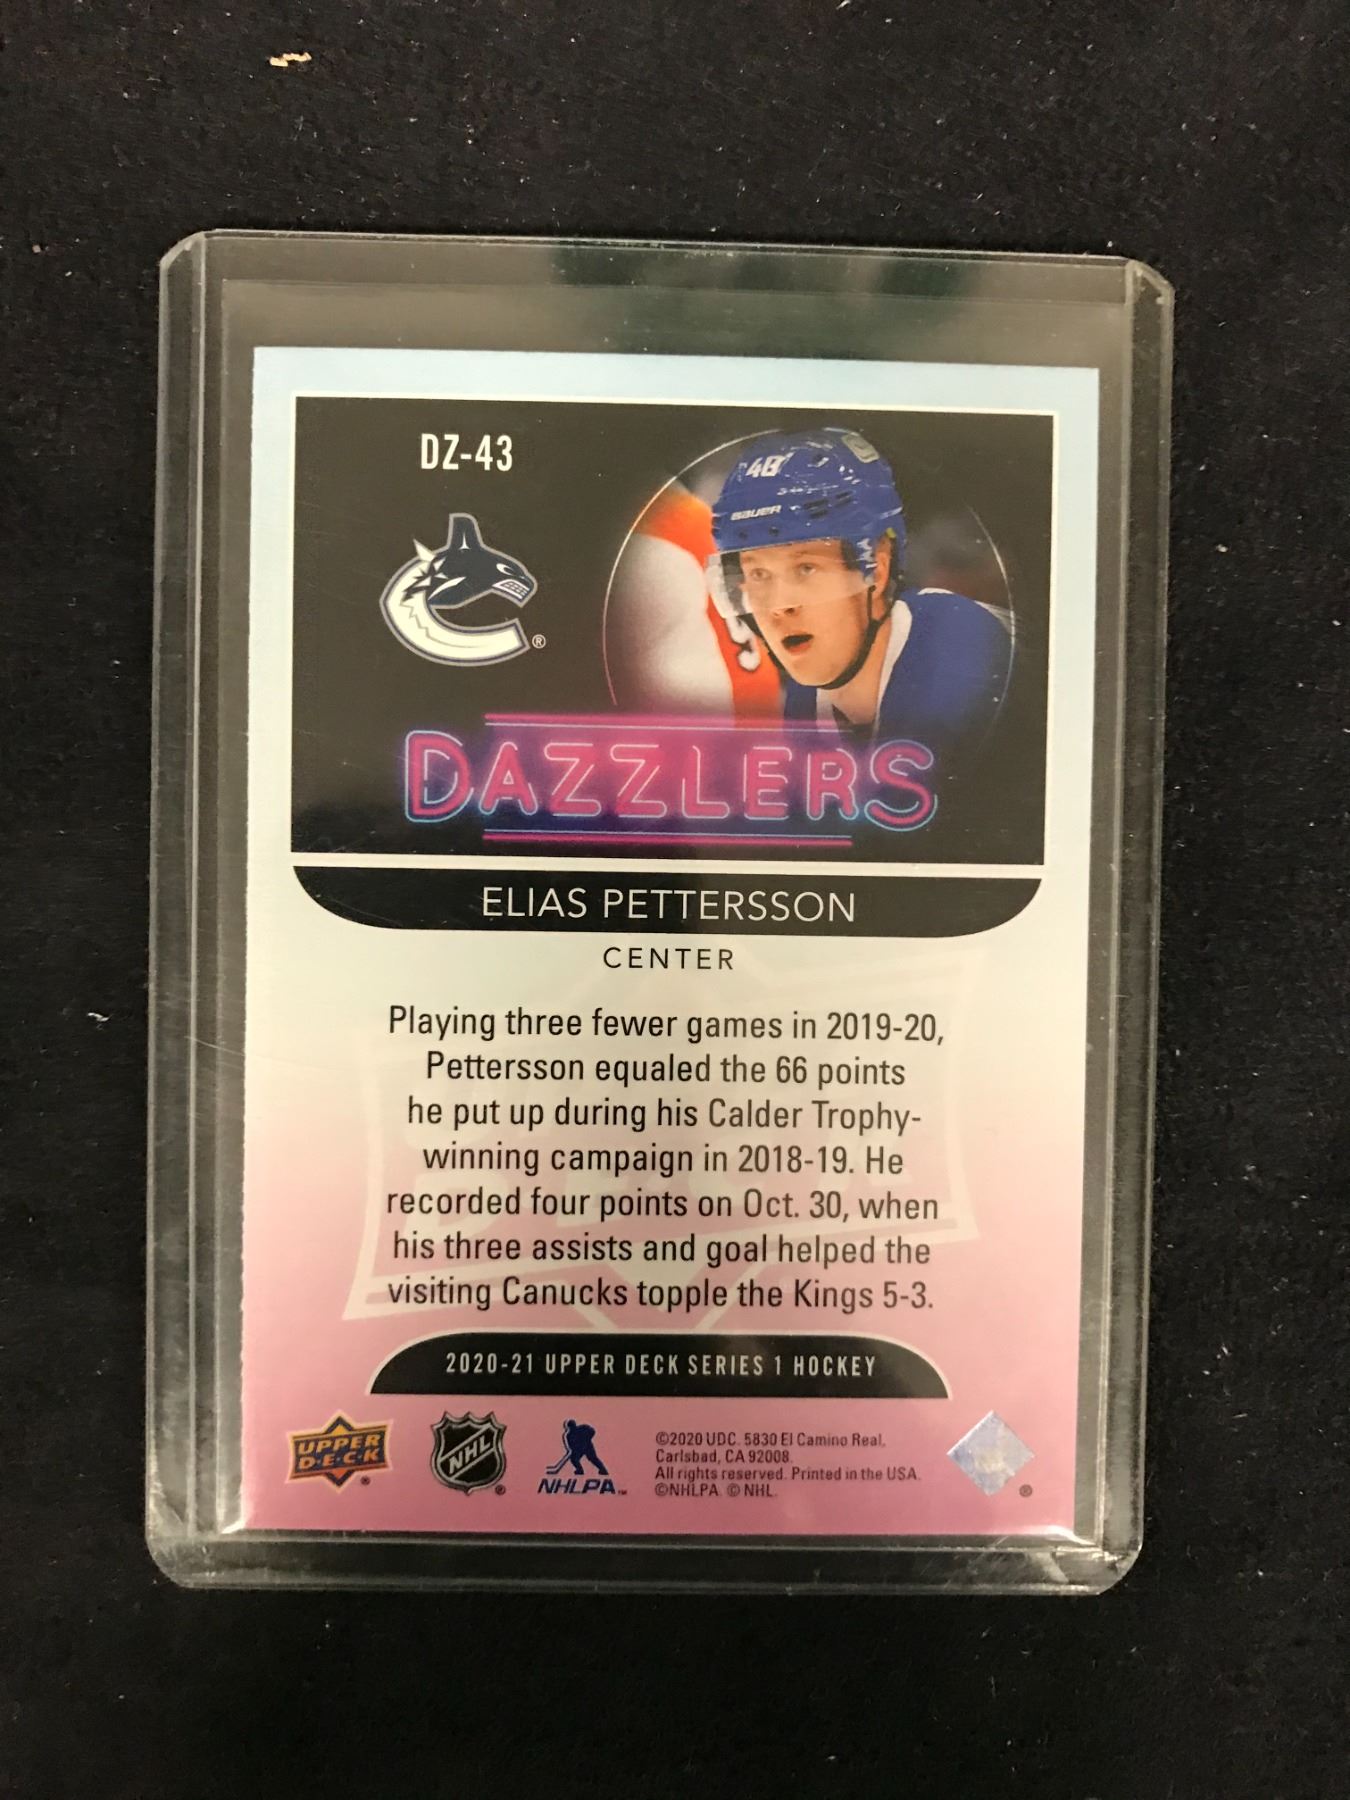 DZ-43
40
BAUER
®
DAZZLERS
ELIAS PETTERSSON
CENTER
Playing three fewer games in 2019-20,
Pettersson equaled the 66 points
he put up during his Calder Trophy-
winning campaign in 2018-19. He
recorded four points on Oct. 30, when
his three assists and goal helped the
visiting Canucks topple the Kings 5-3.
2020-21 UPPER DECK SERIES 1 HOCKEY
UPPER
D·E·C·K
®
NHL
®
NHLPA™
©2020 UDC. 5830 El Camino Real,
Carlsbad, CA 92008.
All rights reserved. Printed in the USA.
©NHLPA. © NHL.
®